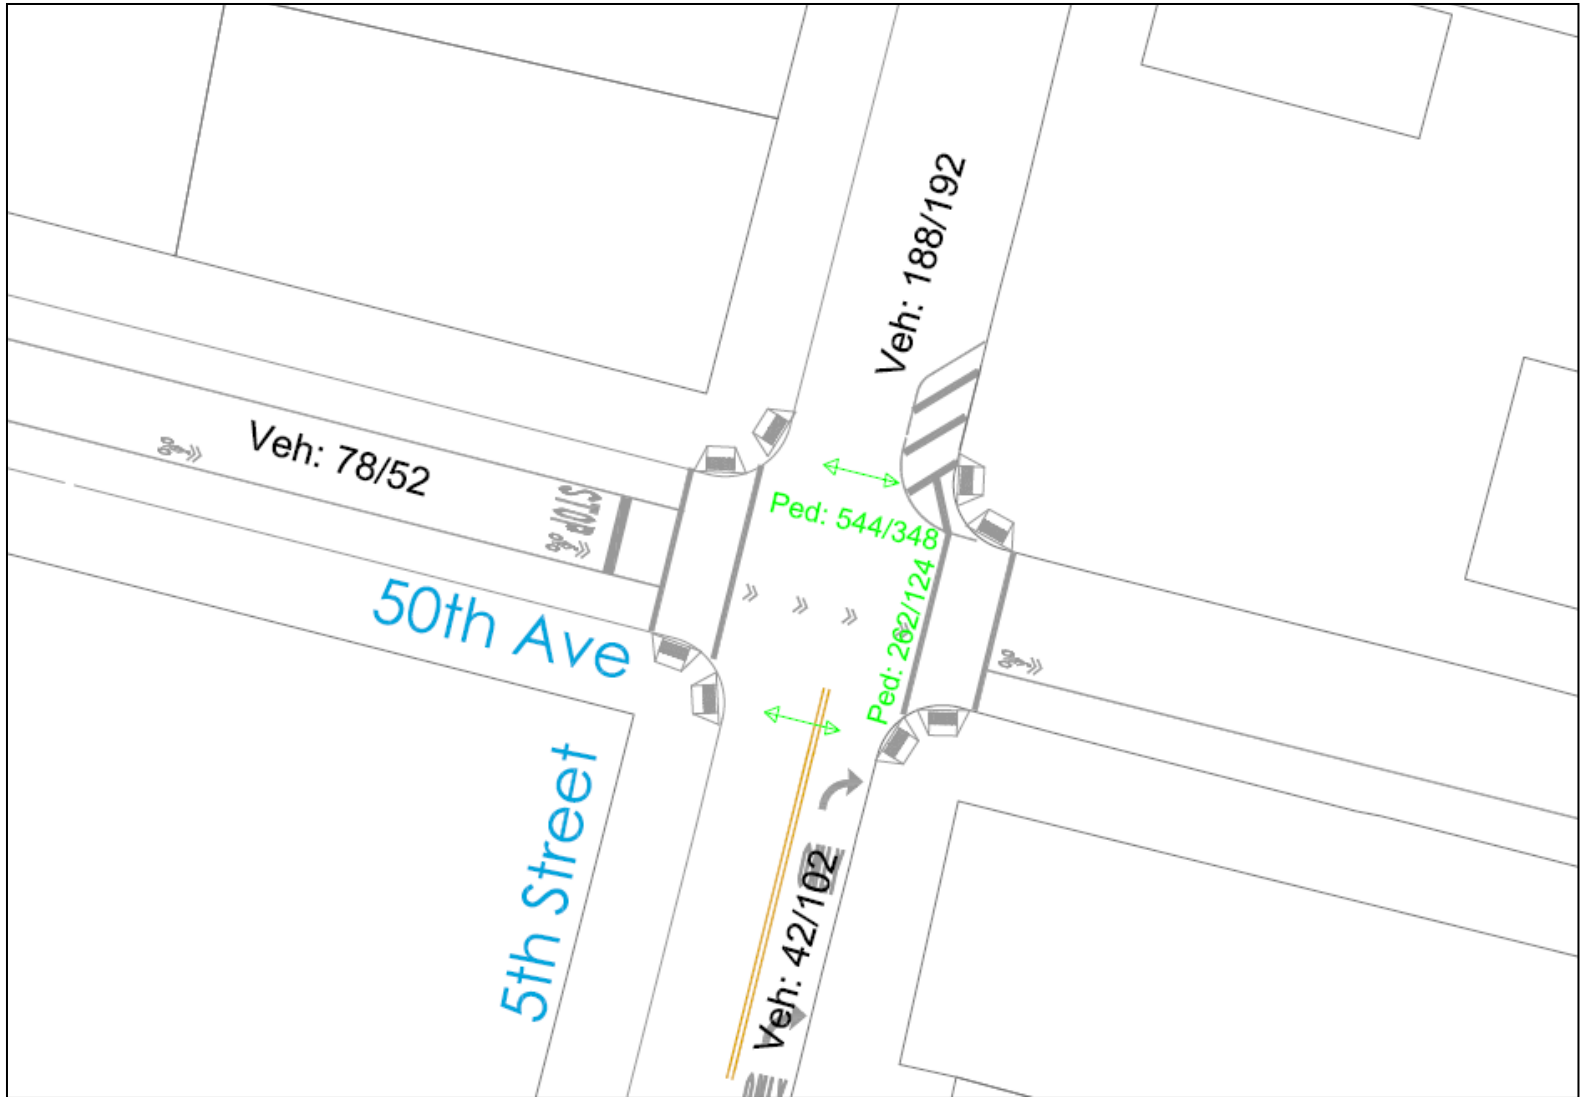 Veh: 188/192
Veh: 78/52
STOP
Ped: 544/348
Ped: 262/124
50th Ave
5th Street
Veh: 42/102